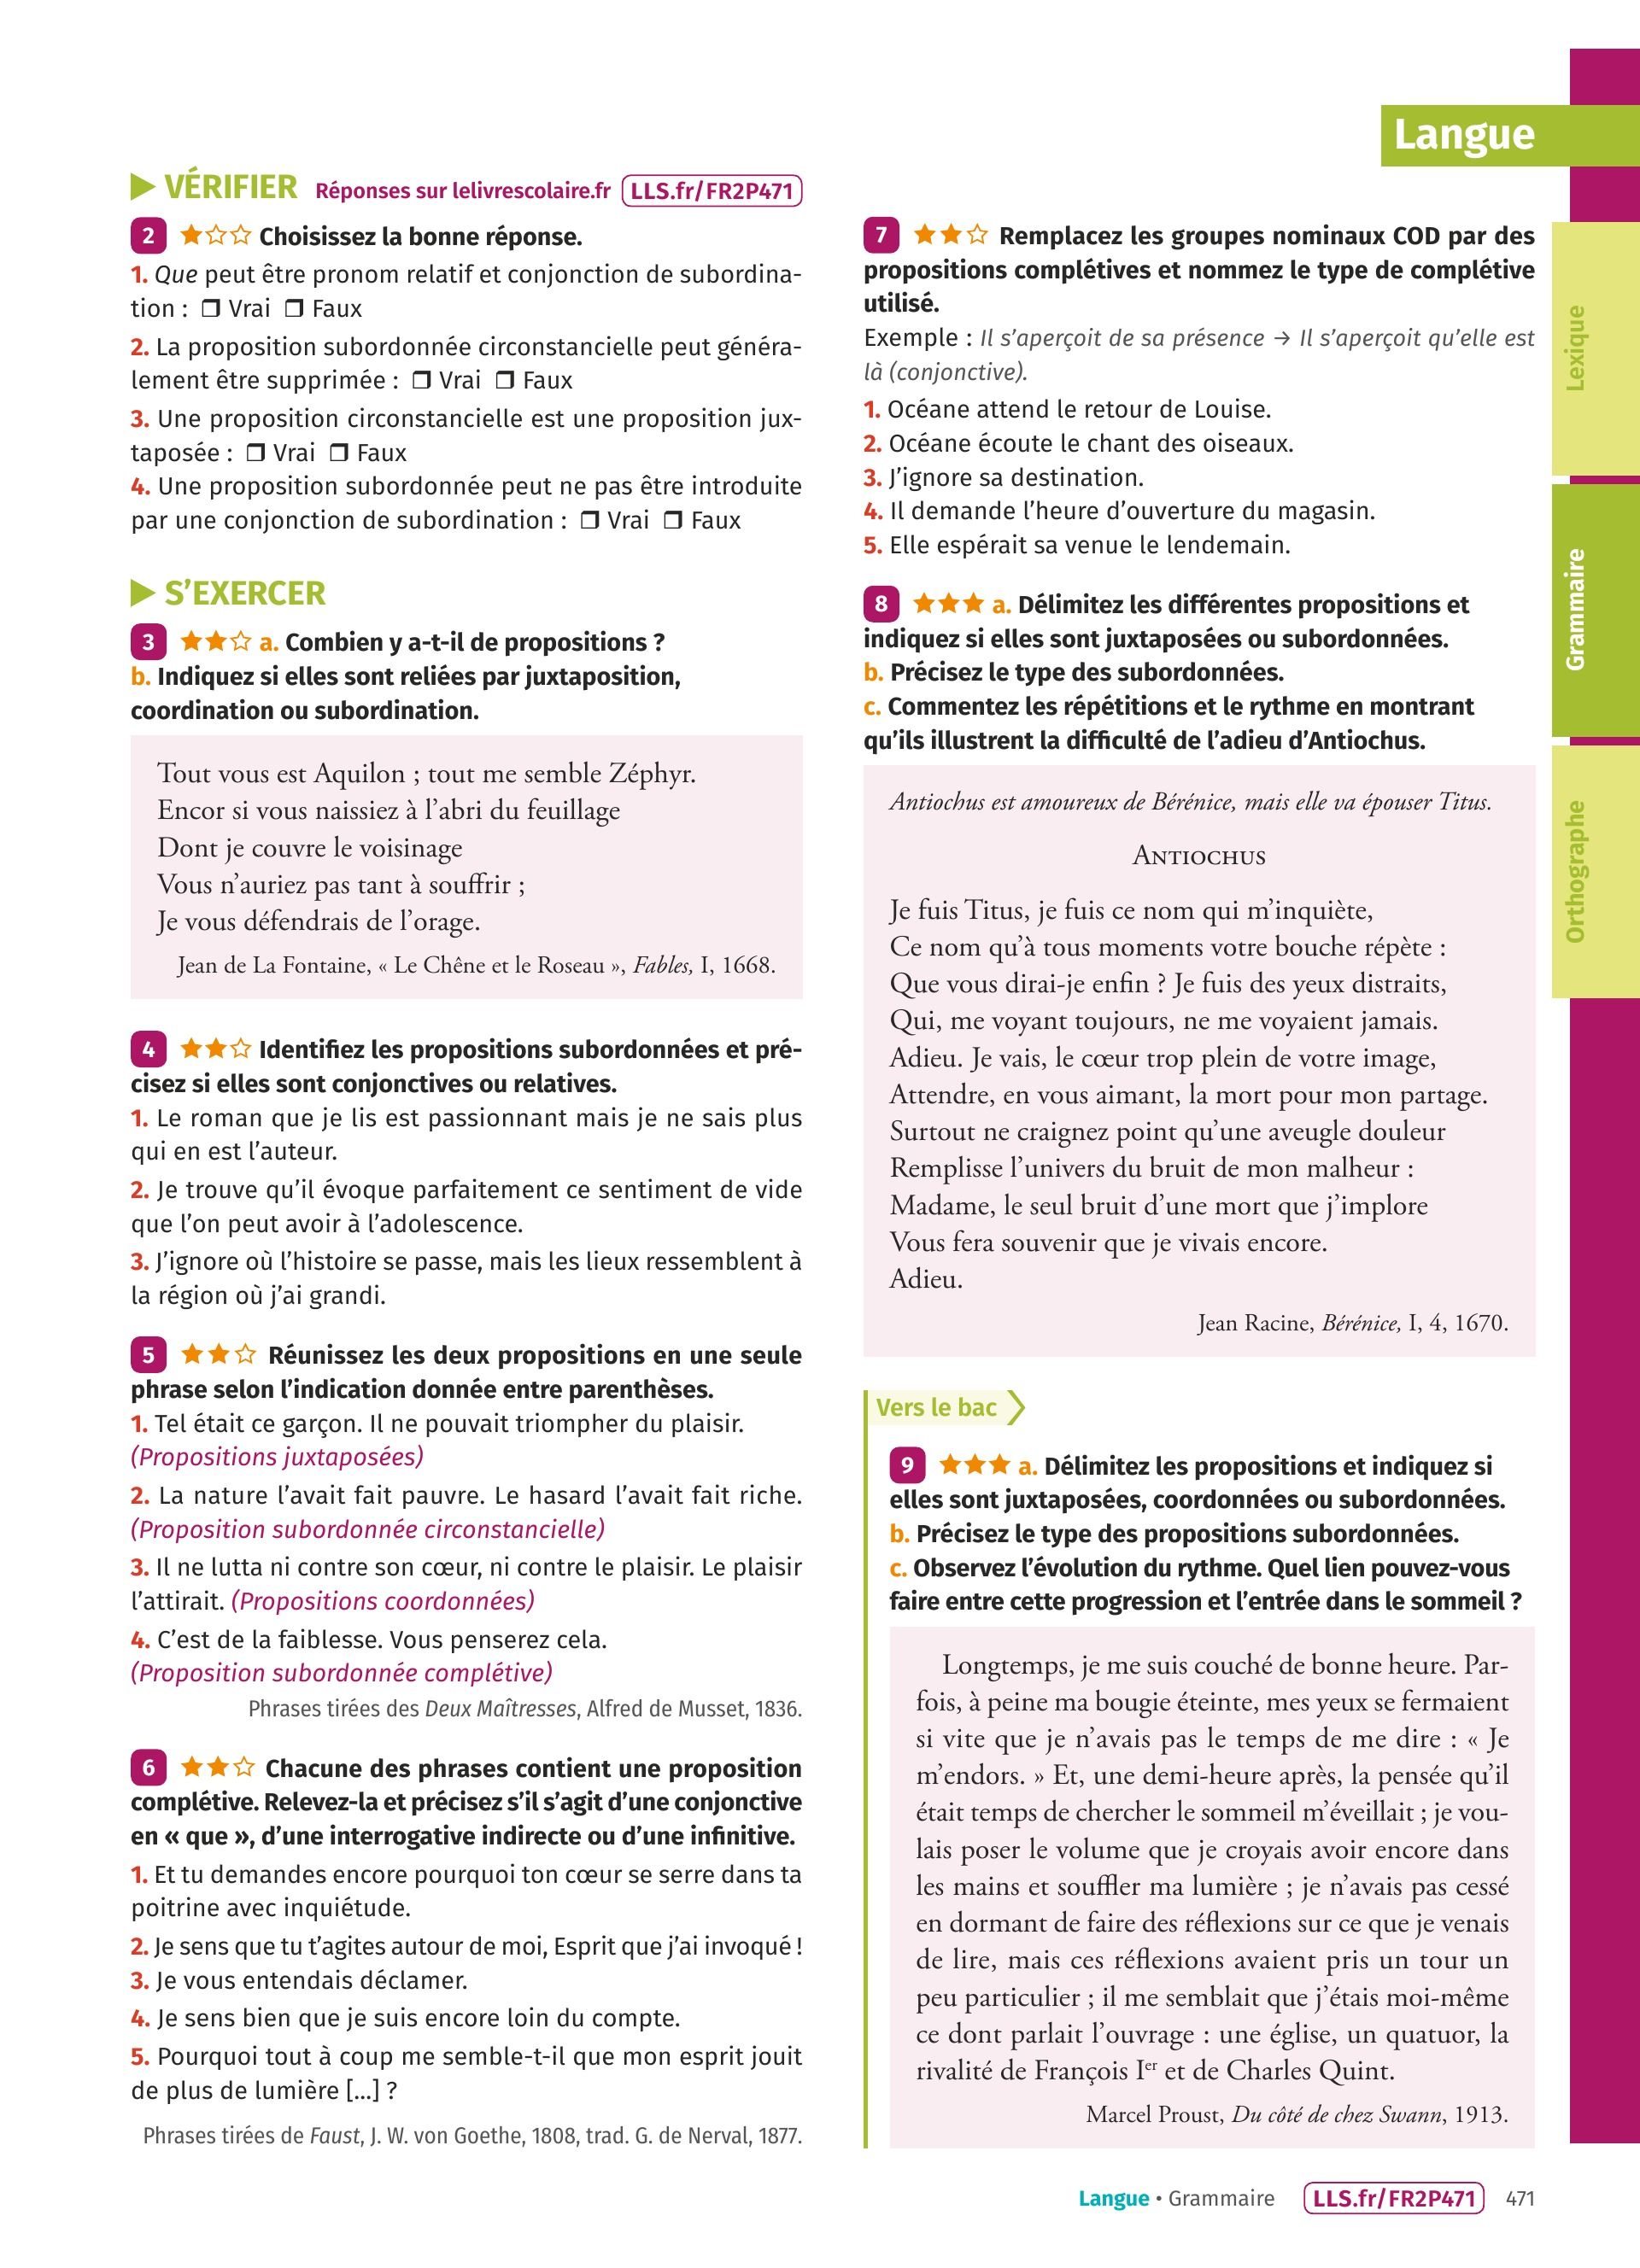 Langue
VÉRIFIER Réponses sur lelivrescolaire.fr LLS.fr/FR2P471
2 ★☆☆ Choisissez la bonne réponse.
1. Que peut être pronom relatif et conjonction de subordina-
tion : ❒ Vrai ❒ Faux
2. La proposition subordonnée circonstancielle peut généra-
lement être supprimée : ❒ Vrai ❒ Faux
3. Une proposition circonstancielle est une proposition jux-
taposée : ❒ Vrai ❒ Faux
4. Une proposition subordonnée peut ne pas être introduite
par une conjonction de subordination : ❒ Vrai ❒ Faux
S’EXERCER
3 ★★☆ a. Combien y a-t-il de propositions ?
b. Indiquez si elles sont reliées par juxtaposition,
coordination ou subordination.
Tout vous est Aquilon ; tout me semble Zéphyr.
Encor si vous naissiez à l’abri du feuillage
Dont je couvre le voisinage
Vous n’auriez pas tant à souffrir ;
Je vous défendrais de l’orage.
Jean de La Fontaine, « Le Chêne et le Roseau », Fables, I, 1668.
4 ★★☆ Identifiez les propositions subordonnées et pré-
cisez si elles sont conjonctives ou relatives.
1. Le roman que je lis est passionnant mais je ne sais plus
qui en est l’auteur.
2. Je trouve qu’il évoque parfaitement ce sentiment de vide
que l’on peut avoir à l’adolescence.
3. J’ignore où l’histoire se passe, mais les lieux ressemblent à
la région où j’ai grandi.
5 ★★☆ Réunissez les deux propositions en une seule
phrase selon l’indication donnée entre parenthèses.
1. Tel était ce garçon. Il ne pouvait triompher du plaisir.
(Propositions juxtaposées)
2. La nature l’avait fait pauvre. Le hasard l’avait fait riche.
(Proposition subordonnée circonstancielle)
3. Il ne lutta ni contre son cœur, ni contre le plaisir. Le plaisir
l’attirait. (Propositions coordonnées)
4. C’est de la faiblesse. Vous penserez cela.
(Proposition subordonnée complétive)
Phrases tirées des Deux Maîtresses, Alfred de Musset, 1836.
6 ★★☆ Chacune des phrases contient une proposition
complétive. Relevez-la et précisez s’il s’agit d’une conjonctive
en « que », d’une interrogative indirecte ou d’une infinitive.
1. Et tu demandes encore pourquoi ton cœur se serre dans ta
poitrine avec inquiétude.
2. Je sens que tu t’agites autour de moi, Esprit que j’ai invoqué !
3. Je vous entendais déclamer.
4. Je sens bien que je suis encore loin du compte.
5. Pourquoi tout à coup me semble-t-il que mon esprit jouit
de plus de lumière [...] ?
Phrases tirées de Faust, J. W. von Goethe, 1808, trad. G. de Nerval, 1877.
7 ★★☆ Remplacez les groupes nominaux COD par des
propositions complétives et nommez le type de complétive
utilisé.
Exemple : Il s’aperçoit de sa présence → Il s’aperçoit qu’elle est
là (conjonctive).
1. Océane attend le retour de Louise.
2. Océane écoute le chant des oiseaux.
3. J’ignore sa destination.
4. Il demande l’heure d’ouverture du magasin.
5. Elle espérait sa venue le lendemain.
8 ★★★ a. Délimitez les différentes propositions et
indiquez si elles sont juxtaposées ou subordonnées.
b. Précisez le type des subordonnées.
c. Commentez les répétitions et le rythme en montrant
qu’ils illustrent la difficulté de l’adieu d’Antiochus.
Antiochus est amoureux de Bérénice, mais elle va épouser Titus.
ANTIOCHUS
Je fuis Titus, je fuis ce nom qui m’inquiète,
Ce nom qu’à tous moments votre bouche répète :
Que vous dirai-je enfin ? Je fuis des yeux distraits,
Qui, me voyant toujours, ne me voyaient jamais.
Adieu. Je vais, le cœur trop plein de votre image,
Attendre, en vous aimant, la mort pour mon partage.
Surtout ne craignez point qu’une aveugle douleur
Remplisse l’univers du bruit de mon malheur :
Madame, le seul bruit d’une mort que j’implore
Vous fera souvenir que je vivais encore.
Adieu.
Jean Racine, Bérénice, I, 4, 1670.
Vers le bac
9 ★★★ a. Délimitez les propositions et indiquez si
elles sont juxtaposées, coordonnées ou subordonnées.
b. Précisez le type des propositions subordonnées.
c. Observez l’évolution du rythme. Quel lien pouvez-vous
faire entre cette progression et l’entrée dans le sommeil ?
Longtemps, je me suis couché de bonne heure. Par-
fois, à peine ma bougie éteinte, mes yeux se fermaient
si vite que je n’avais pas le temps de me dire : « Je
m’endors. » Et, une demi-heure après, la pensée qu’il
était temps de chercher le sommeil m’éveillait ; je vou-
lais poser le volume que je croyais avoir encore dans
les mains et souffler ma lumière ; je n’avais pas cessé
en dormant de faire des réflexions sur ce que je venais
de lire, mais ces réflexions avaient pris un tour un
peu particulier ; il me semblait que j’étais moi-même
ce dont parlait l’ouvrage : une église, un quatuor, la
rivalité de François Ier et de Charles Quint.
Marcel Proust, Du côté de chez Swann, 1913.
Lexique
Grammaire
Orthographe
Langue • Grammaire LLS.fr/FR2P471 471